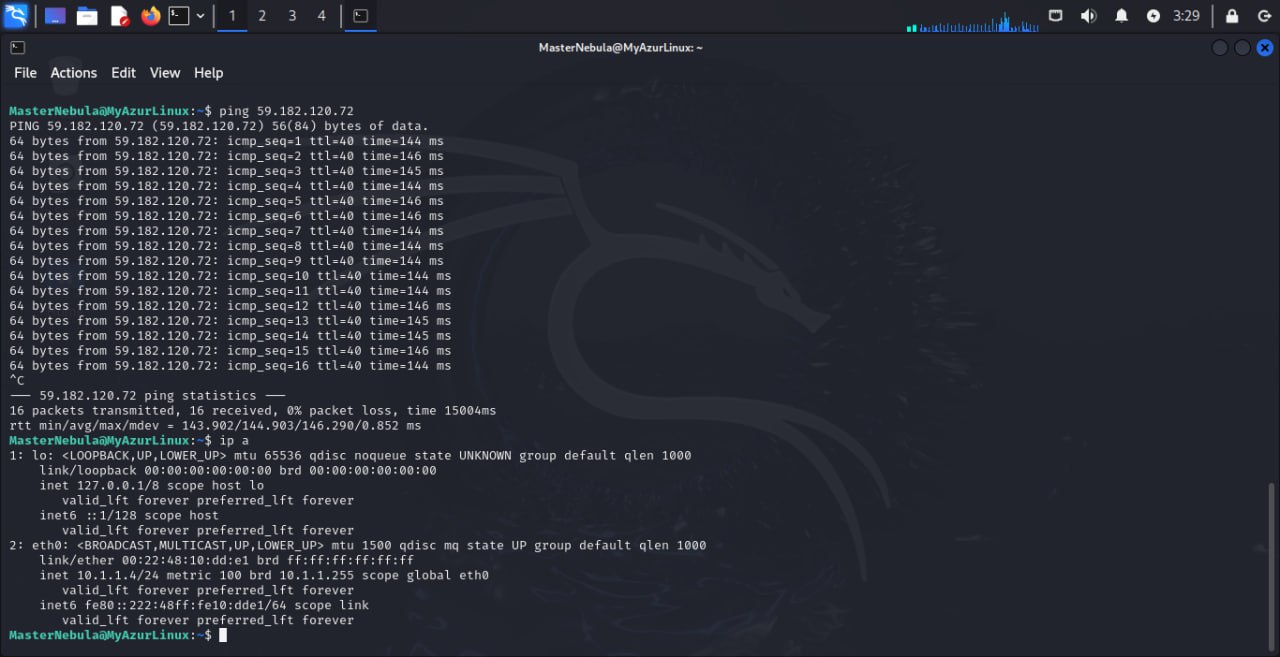 1 2 3 4 3:29
MasterNebula@MyAzurLinux: ~
File Actions Edit View Help
MasterNebula@MyAzurLinux:~$ ping 59.182.120.72
PING 59.182.120.72 (59.182.120.72) 56(84) bytes of data.
64 bytes from 59.182.120.72: icmp_seq=1 ttl=40 time=144 ms
64 bytes from 59.182.120.72: icmp_seq=2 ttl=40 time=146 ms
64 bytes from 59.182.120.72: icmp_seq=3 ttl=40 time=145 ms
64 bytes from 59.182.120.72: icmp_seq=4 ttl=40 time=144 ms
64 bytes from 59.182.120.72: icmp_seq=5 ttl=40 time=146 ms
64 bytes from 59.182.120.72: icmp_seq=6 ttl=40 time=146 ms
64 bytes from 59.182.120.72: icmp_seq=7 ttl=40 time=144 ms
64 bytes from 59.182.120.72: icmp_seq=8 ttl=40 time=144 ms
64 bytes from 59.182.120.72: icmp_seq=9 ttl=40 time=144 ms
64 bytes from 59.182.120.72: icmp_seq=10 ttl=40 time=144 ms
64 bytes from 59.182.120.72: icmp_seq=11 ttl=40 time=144 ms
64 bytes from 59.182.120.72: icmp_seq=12 ttl=40 time=146 ms
64 bytes from 59.182.120.72: icmp_seq=13 ttl=40 time=145 ms
64 bytes from 59.182.120.72: icmp_seq=14 ttl=40 time=145 ms
64 bytes from 59.182.120.72: icmp_seq=15 ttl=40 time=146 ms
64 bytes from 59.182.120.72: icmp_seq=16 ttl=40 time=144 ms
^C
--- 59.182.120.72 ping statistics ---
16 packets transmitted, 16 received, 0% packet loss, time 15004ms
rtt min/avg/max/mdev = 143.902/144.903/146.290/0.852 ms
MasterNebula@MyAzurLinux:~$ ip a
1: lo: <LOOPBACK,UP,LOWER_UP> mtu 65536 qdisc noqueue state UNKNOWN group default qlen 1000
link/loopback 00:00:00:00:00:00 brd 00:00:00:00:00:00
inet 127.0.0.1/8 scope host lo
valid_lft forever preferred_lft forever
inet6 ::1/128 scope host
valid_lft forever preferred_lft forever
2: eth0: <BROADCAST,MULTICAST,UP,LOWER_UP> mtu 1500 qdisc mq state UP group default qlen 1000
link/ether 00:22:48:10:dd:e1 brd ff:ff:ff:ff:ff:ff
inet 10.1.1.4/24 metric 100 brd 10.1.1.255 scope global eth0
valid_lft forever preferred_lft forever
inet6 fe80::222:48ff:fe10:dde1/64 scope link
valid_lft forever preferred_lft forever
MasterNebula@MyAzurLinux:~$